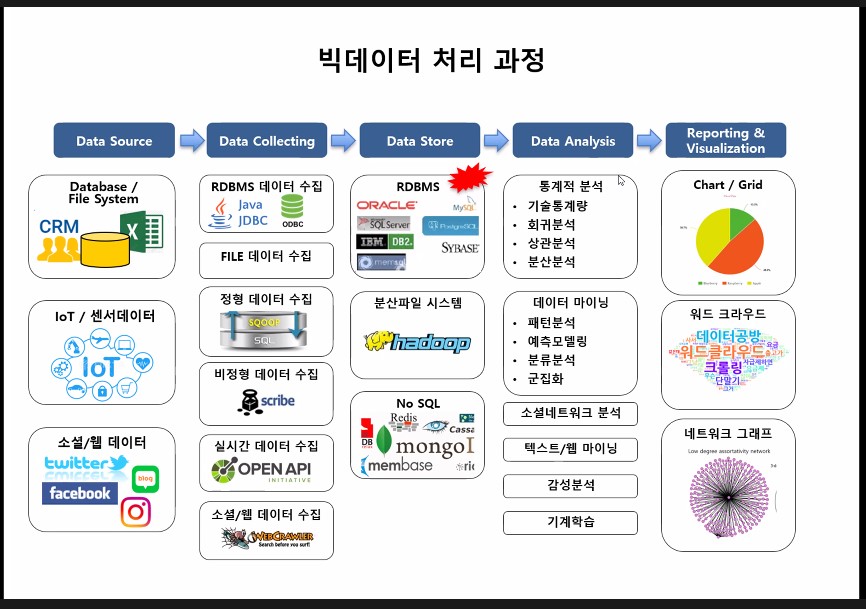 빅데이터 처리 과정
Data Source
Data Collecting
Data Store
Data Analysis
Reporting &
Visualization
Database /
File System
CRM
X
IoT / 센서데이터
IoT
소셜/웹 데이터
twitter
facebook
blog
RDBMS 데이터 수집
Java
JDBC
ODBC
FILE 데이터 수집
정형 데이터 수집
SQOOP
SQL
비정형 데이터 수집
scribe
실시간 데이터 수집
OPEN API
INITIATIVE
소셜/웹 데이터 수집
WEBCRAWLER
Search before you surf!
RDBMS
ORACLE
MySQL
SQL Server
PostgreSQL
IBM DB2.
SYBASE
memsql
분산파일 시스템
hadoop
No SQL
Redis
DB
Cassa
mongoI
membase
ric
통계적 분석
• 기술통계량
• 회귀분석
• 상관분석
• 분산분석
데이터 마이닝
• 패턴분석
• 예측모델링
• 분류분석
• 군집화
소셜네트워크 분석
텍스트/웹 마이닝
감성분석
기계학습
Chart / Grid
워드 크라우드
데이터공방
워드클라우드
크롤링
단말기
요금
네트워크 그래프
Low degree assortativity network